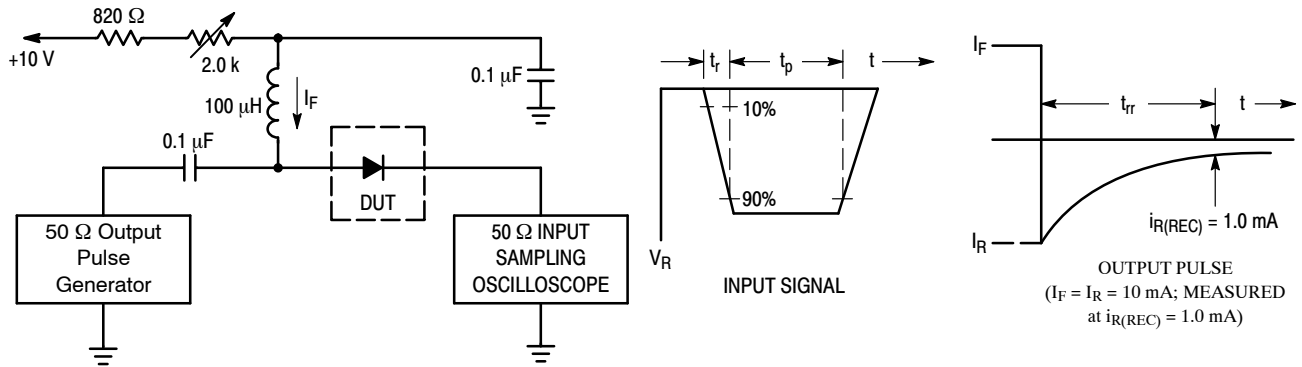 820 Ω
+10 V
2.0 k
100 μH
I_F
0.1 μF
0.1 μF
DUT
50 Ω Output
Pulse
Generator
50 Ω INPUT
SAMPLING
OSCILLOSCOPE
t_r
t_p
t
10%
90%
V_R
INPUT SIGNAL
I_F
t_rr
t
I_R
i_R(REC) = 1.0 mA
OUTPUT PULSE
(I_F = I_R = 10 mA; MEASURED
at i_R(REC) = 1.0 mA)